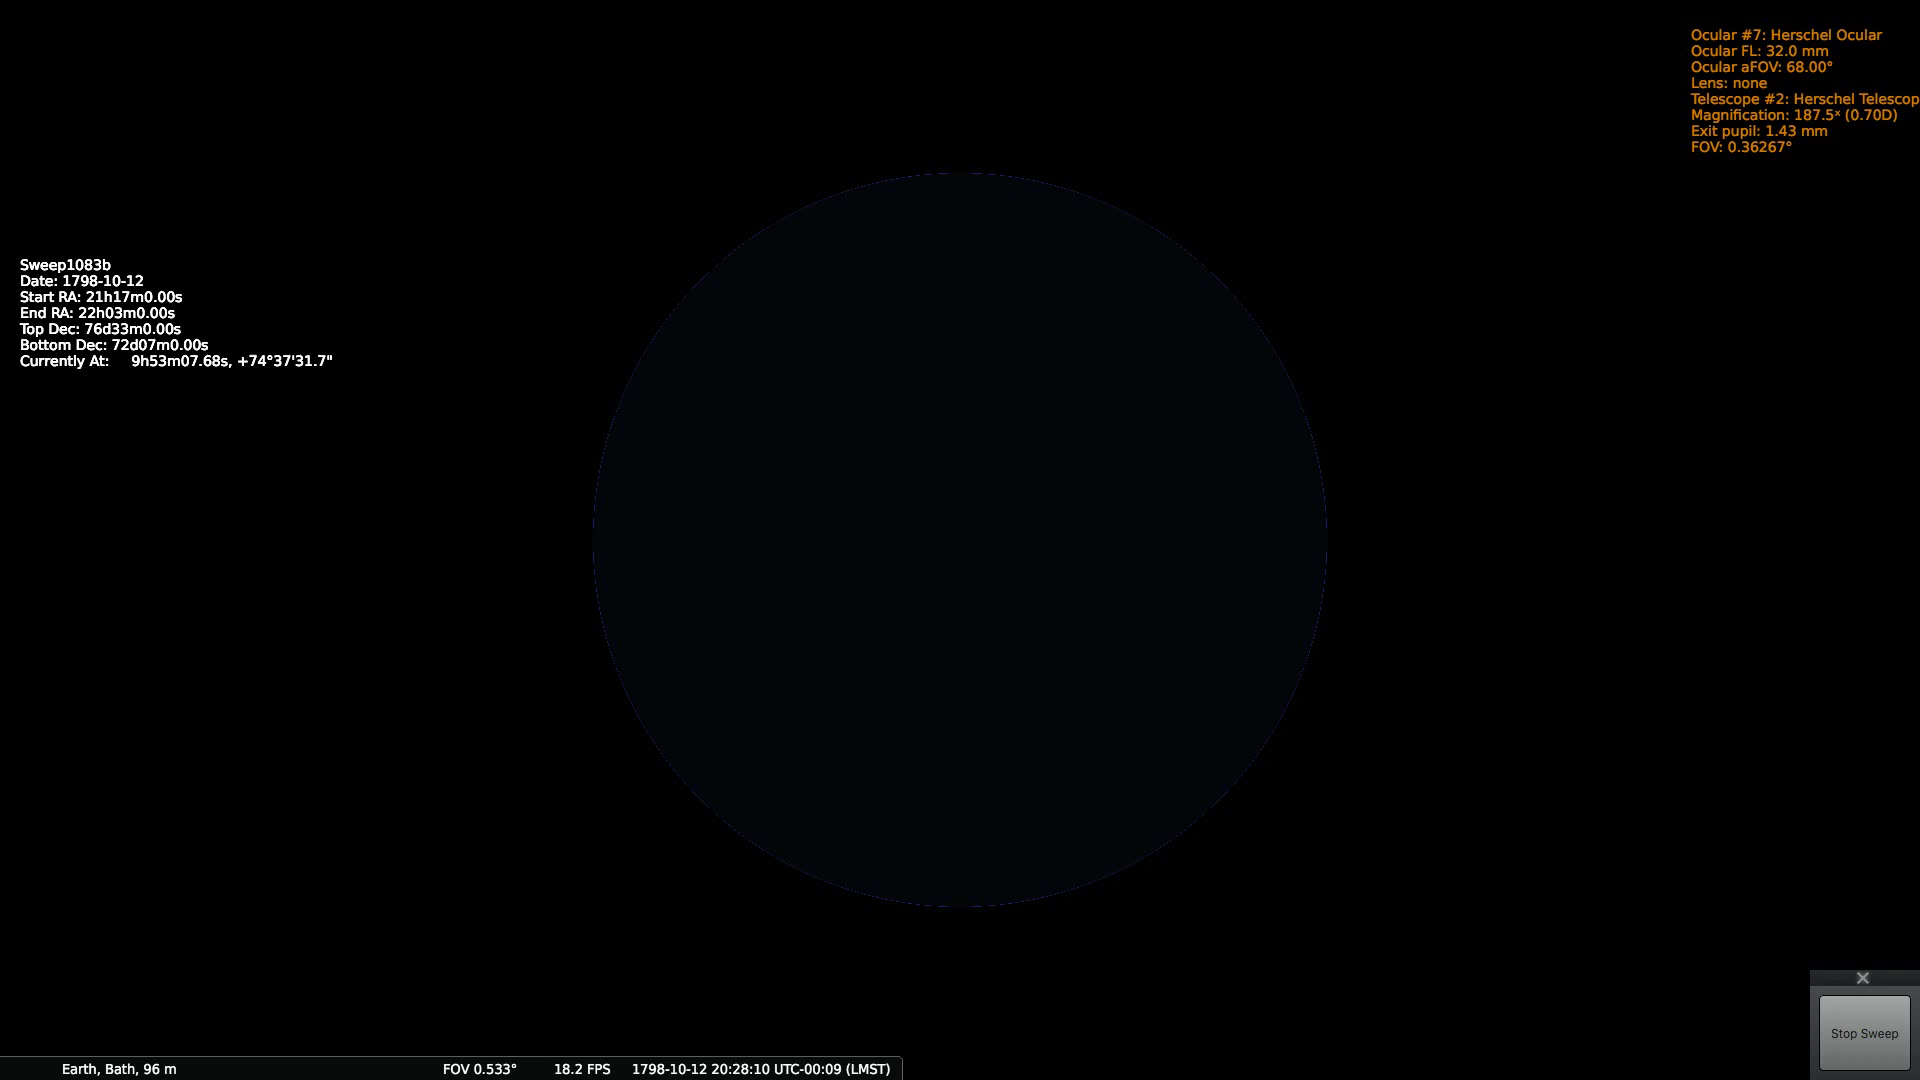 Ocular #7: Herschel Ocular
Ocular FL: 32.0 mm
Ocular aFOV: 68.00°
Lens: none
Telescope #2: Herschel Telescop
Magnification: 187.5ˣ (0.70D)
Exit pupil: 1.43 mm
FOV: 0.36267°
Sweep1083b
Date: 1798-10-12
Start RA: 21h17m0.00s
End RA: 22h03m0.00s
Top Dec: 76d33m0.00s
Bottom Dec: 72d07m0.00s
Currently At: 9h53m07.68s, +74°37'31.7"
Stop Sweep
Earth, Bath, 96 m FOV 0.533° 18.2 FPS 1798-10-12 20:28:10 UTC-00:09 (LMST)